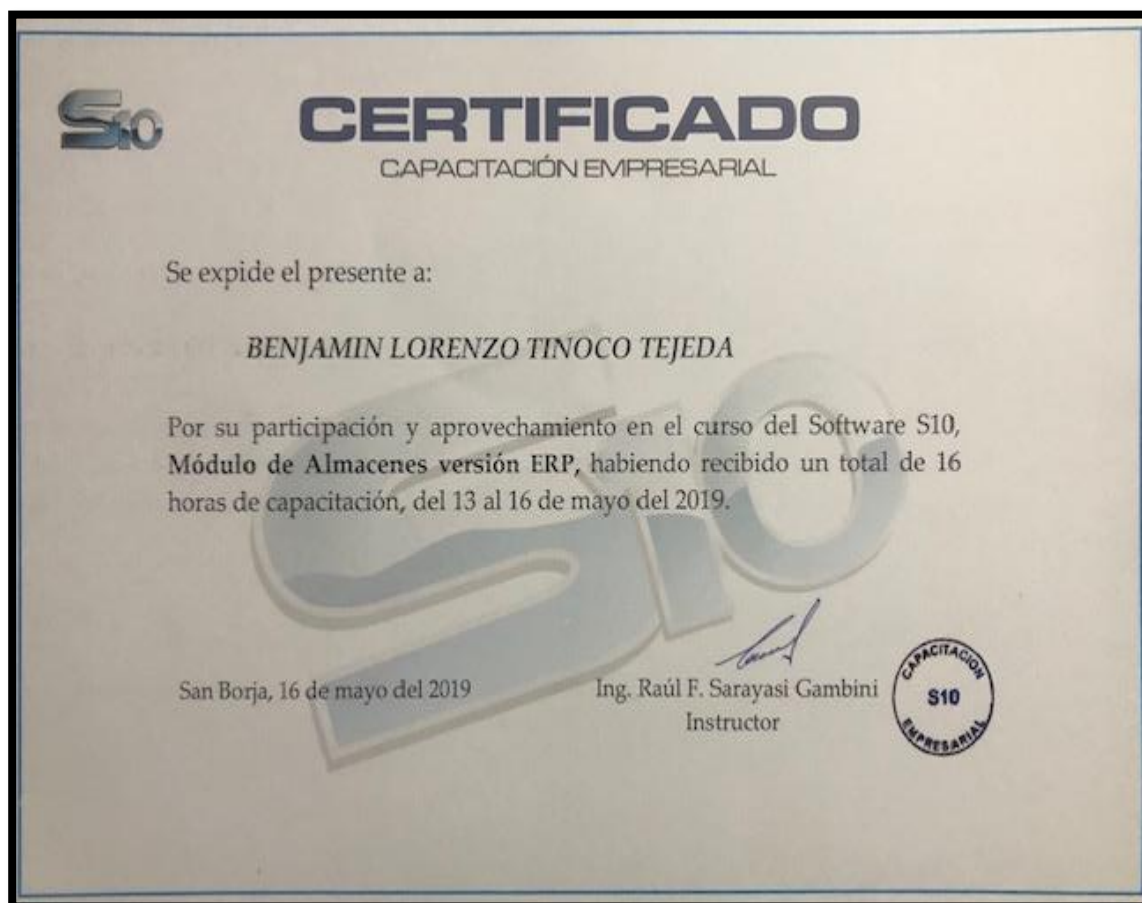 S10
CERTIFICADO
CAPACITACIÓN EMPRESARIAL
Se expide el presente a:
BENJAMIN LORENZO TINOCO TEJEDA
Por su participación y aprovechamiento en el curso del Software S10,
Módulo de Almacenes versión ERP, habiendo recibido un total de 16
horas de capacitación, del 13 al 16 de mayo del 2019.
S10
San Borja, 16 de mayo del 2019
Ing. Raúl F. Sarayasi Gambini
Instructor
CAPACITACION
S10
EMPRESARIAL